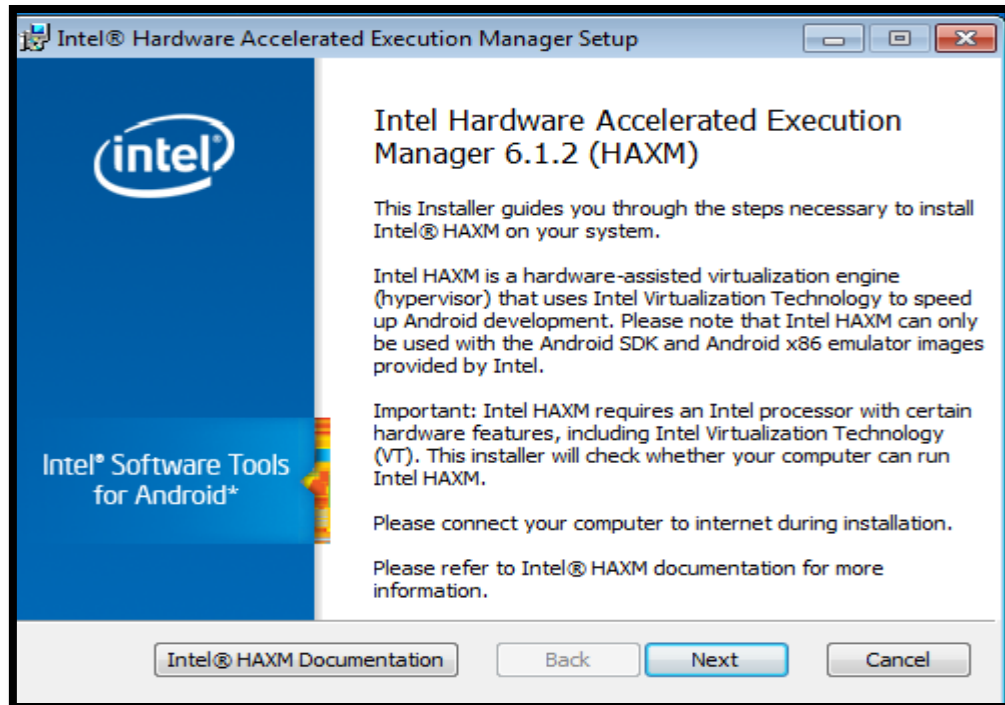 Intel® Hardware Accelerated Execution Manager Setup
intel®
Intel® Software Tools
for Android*
Intel Hardware Accelerated Execution
Manager 6.1.2 (HAXM)
This Installer guides you through the steps necessary to install
Intel® HAXM on your system.
Intel HAXM is a hardware-assisted virtualization engine
(hypervisor) that uses Intel Virtualization Technology to speed
up Android development. Please note that Intel HAXM can only
be used with the Android SDK and Android x86 emulator images
provided by Intel.
Important: Intel HAXM requires an Intel processor with certain
hardware features, including Intel Virtualization Technology
(VT). This installer will check whether your computer can run
Intel HAXM.
Please connect your computer to internet during installation.
Please refer to Intel® HAXM documentation for more
information.
Intel® HAXM Documentation
Back
Next
Cancel